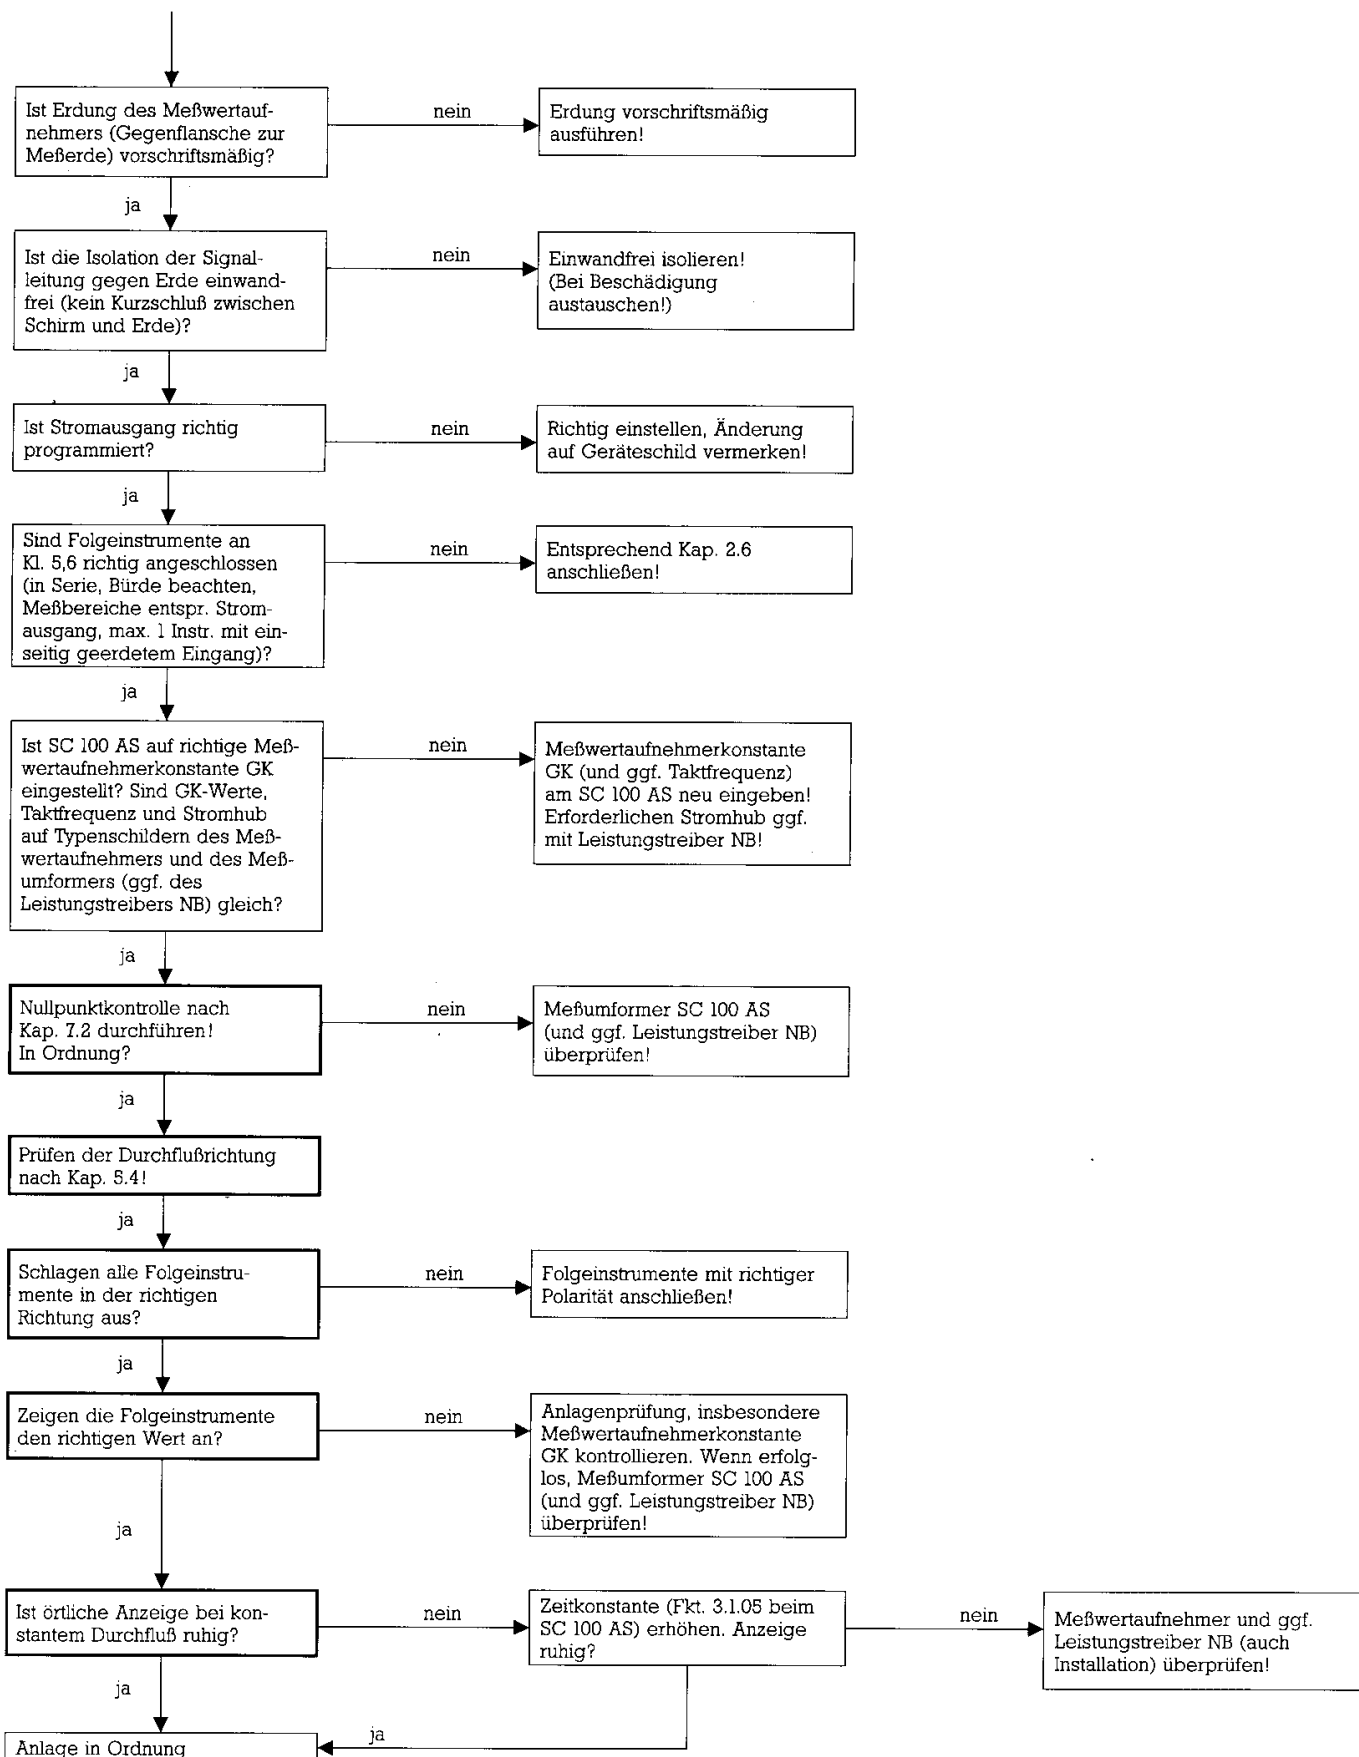 Ist Erdung des Meßwertauf-
nehmers (Gegenflansche zur
Meßerde) vorschriftsmäßig?
nein
Erdung vorschriftsmäßig
ausführen!
ja
Ist die Isolation der Signal-
leitung gegen Erde einwand-
frei (kein Kurzschluß zwischen
Schirm und Erde)?
nein
Einwandfrei isolieren!
(Bei Beschädigung
austauschen!)
ja
Ist Stromausgang richtig
programmiert?
nein
Richtig einstellen, Änderung
auf Geräteschild vermerken!
ja
Sind Folgeinstrumente an
Kl. 5,6 richtig angeschlossen
(in Serie, Bürde beachten,
Meßbereiche entspr. Strom-
ausgang, max. 1 Instr. mit ein-
seitig geerdetem Eingang)?
nein
Entsprechend Kap. 2.6
anschließen!
ja
Ist SC 100 AS auf richtige Meß-
wertaufnehmerkonstante GK
eingestellt? Sind GK-Werte,
Taktfrequenz und Stromhub
auf Typenschildern des Meß-
wertaufnehmers und des Meß-
umformers (ggf. des
Leistungstreibers NB) gleich?
nein
Meßwertaufnehmerkonstante
GK (und ggf. Taktfrequenz)
am SC 100 AS neu eingeben!
Erforderlichen Stromhub ggf.
mit Leistungstreiber NB!
ja
Nullpunktkontrolle nach
Kap. 7.2 durchführen!
In Ordnung?
nein
Meßumformer SC 100 AS
(und ggf. Leistungstreiber NB)
überprüfen!
ja
Prüfen der Durchflußrichtung
nach Kap. 5.4!
ja
Schlagen alle Folgeinstru-
mente in der richtigen
Richtung aus?
nein
Folgeinstrumente mit richtiger
Polarität anschließen!
ja
Zeigen die Folgeinstrumente
den richtigen Wert an?
nein
Anlagenprüfung, insbesondere
Meßwertaufnehmerkonstante
GK kontrollieren. Wenn erfolg-
los, Meßumformer SC 100 AS
(und ggf. Leistungstreiber NB)
überprüfen!
ja
Ist örtliche Anzeige bei kon-
stantem Durchfluß ruhig?
nein
Zeitkonstante (Fkt. 3.1.05 beim
SC 100 AS) erhöhen. Anzeige
ruhig?
nein
Meßwertaufnehmer und ggf.
Leistungstreiber NB (auch
Installation) überprüfen!
ja
ja
Anlage in Ordnung